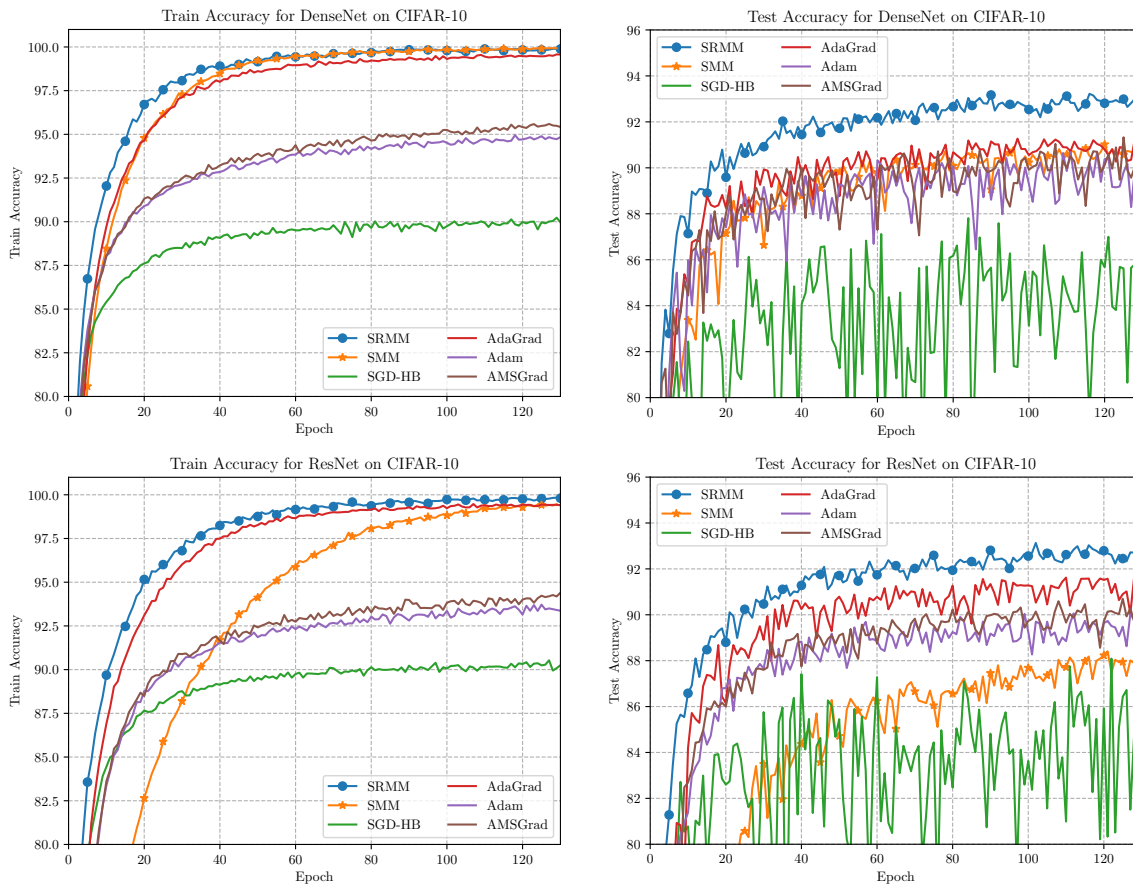 Train Accuracy for DenseNet on CIFAR-10
100.0
97.5
95.0
92.5
90.0
87.5
85.0
82.5
80.0
Train Accuracy
0 20 40 60 80 100 120
Epoch
SRMM AdaGrad
SMM Adam
SGD-HB AMSGrad
Test Accuracy for DenseNet on CIFAR-10
96
94
92
90
88
86
84
82
80
Test Accuracy
0 20 40 60 80 100 120
Epoch
SRMM AdaGrad
SMM Adam
SGD-HB AMSGrad
Train Accuracy for ResNet on CIFAR-10
100.0
97.5
95.0
92.5
90.0
87.5
85.0
82.5
80.0
Train Accuracy
0 20 40 60 80 100 120
Epoch
SRMM AdaGrad
SMM Adam
SGD-HB AMSGrad
Test Accuracy for ResNet on CIFAR-10
96
94
92
90
88
86
84
82
80
Test Accuracy
0 20 40 60 80 100 120
Epoch
SRMM AdaGrad
SMM Adam
SGD-HB AMSGrad